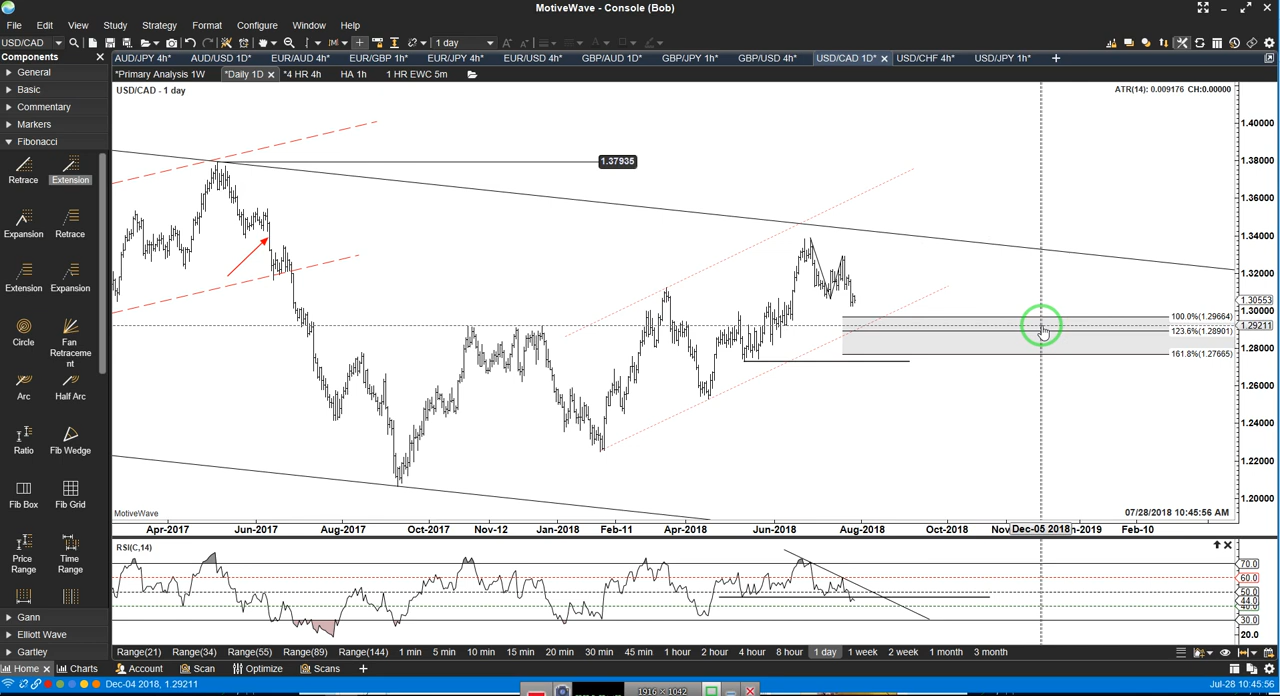 MotiveWave - Console (Bob)
File Edit View Study Strategy Format Configure Window Help
USD/CAD 1 day
Components
AUD/JPY 4h* AUD/USD 1D* EUR/AUD 4h* EUR/GBP 1h* EUR/JPY 4h* EUR/USD 4h* GBP/AUD 1D* GBP/JPY 1h* GBP/USD 4h* USD/CAD 1D* USD/CHF 4h* USD/JPY 1h*
*Primary Analysis 1W *Daily 1D *4 HR 4h HA 1h 1 HR EWC 5m
General
Basic
Commentary
Markers
Fibonacci
Retrace Extension
Expansion Retrace
Extension Expansion
Circle Fan Retracement
Arc Half Arc
Ratio Fib Wedge
Fib Box Fib Grid
Price Range Time Range
Gann
Elliott Wave
Gartley
USD/CAD - 1 day
ATR(14): 0.009176 CH:0.00000
1.37935
1.40000
1.38000
1.36000
1.34000
1.32000
1.30553
1.30000
1.29211
1.28000
1.26000
1.24000
1.22000
1.20000
100.0%(1.29664)
123.6%(1.28901)
161.8%(1.27665)
MotiveWave
07/28/2018 10:45:56 AM
Apr-2017 Jun-2017 Aug-2017 Oct-2017 Nov-12 Jan-2018 Feb-11 Apr-2018 Jun-2018 Aug-2018 Oct-2018 Dec-05 2018 Feb-10
RSI(C,14)
70.0
60.0
50.0
44.0
30.0
20.0
Range(21) Range(34) Range(55) Range(89) Range(144) 1 min 5 min 10 min 15 min 20 min 30 min 45 min 1 hour 2 hour 4 hour 8 hour 1 day 1 week 2 week 1 month 3 month
Home Charts Account Scan Optimize Scans
Dec-04 2018, 1.29211
1916 × 1042
Jul-28 10:45:56